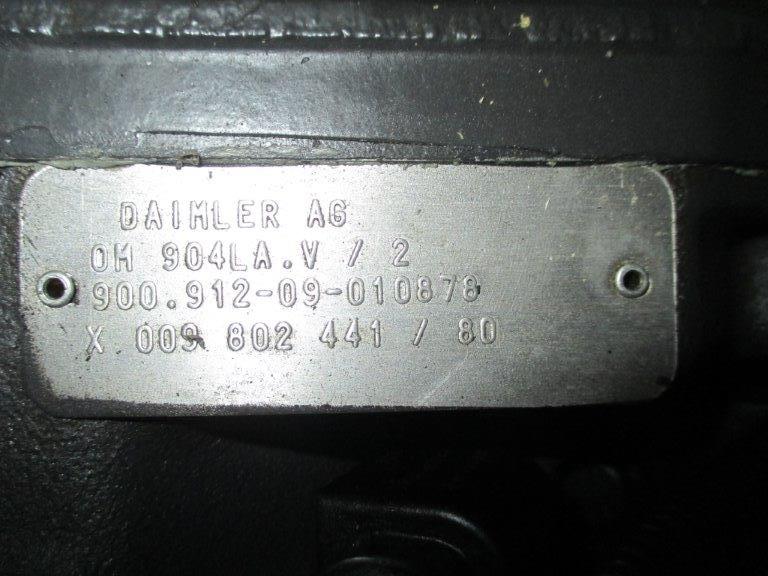 DAIMLER AG
OM 904LA.V / 2
900.912-09-010878
X 009 802 441 / 80